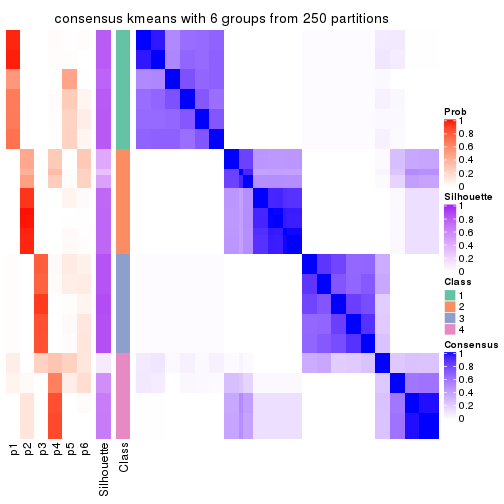 consensus kmeans with 6 groups from 250 partitions
Prob
1
0.8
0.6
0.4
0.2
0
Silhouette
1
0.8
0.6
0.4
0.2
0
Class
1
2
3
4
Consensus
1
0.8
0.6
0.4
0.2
0
p1
p2
p3
p4
p5
p6
Silhouette
Class